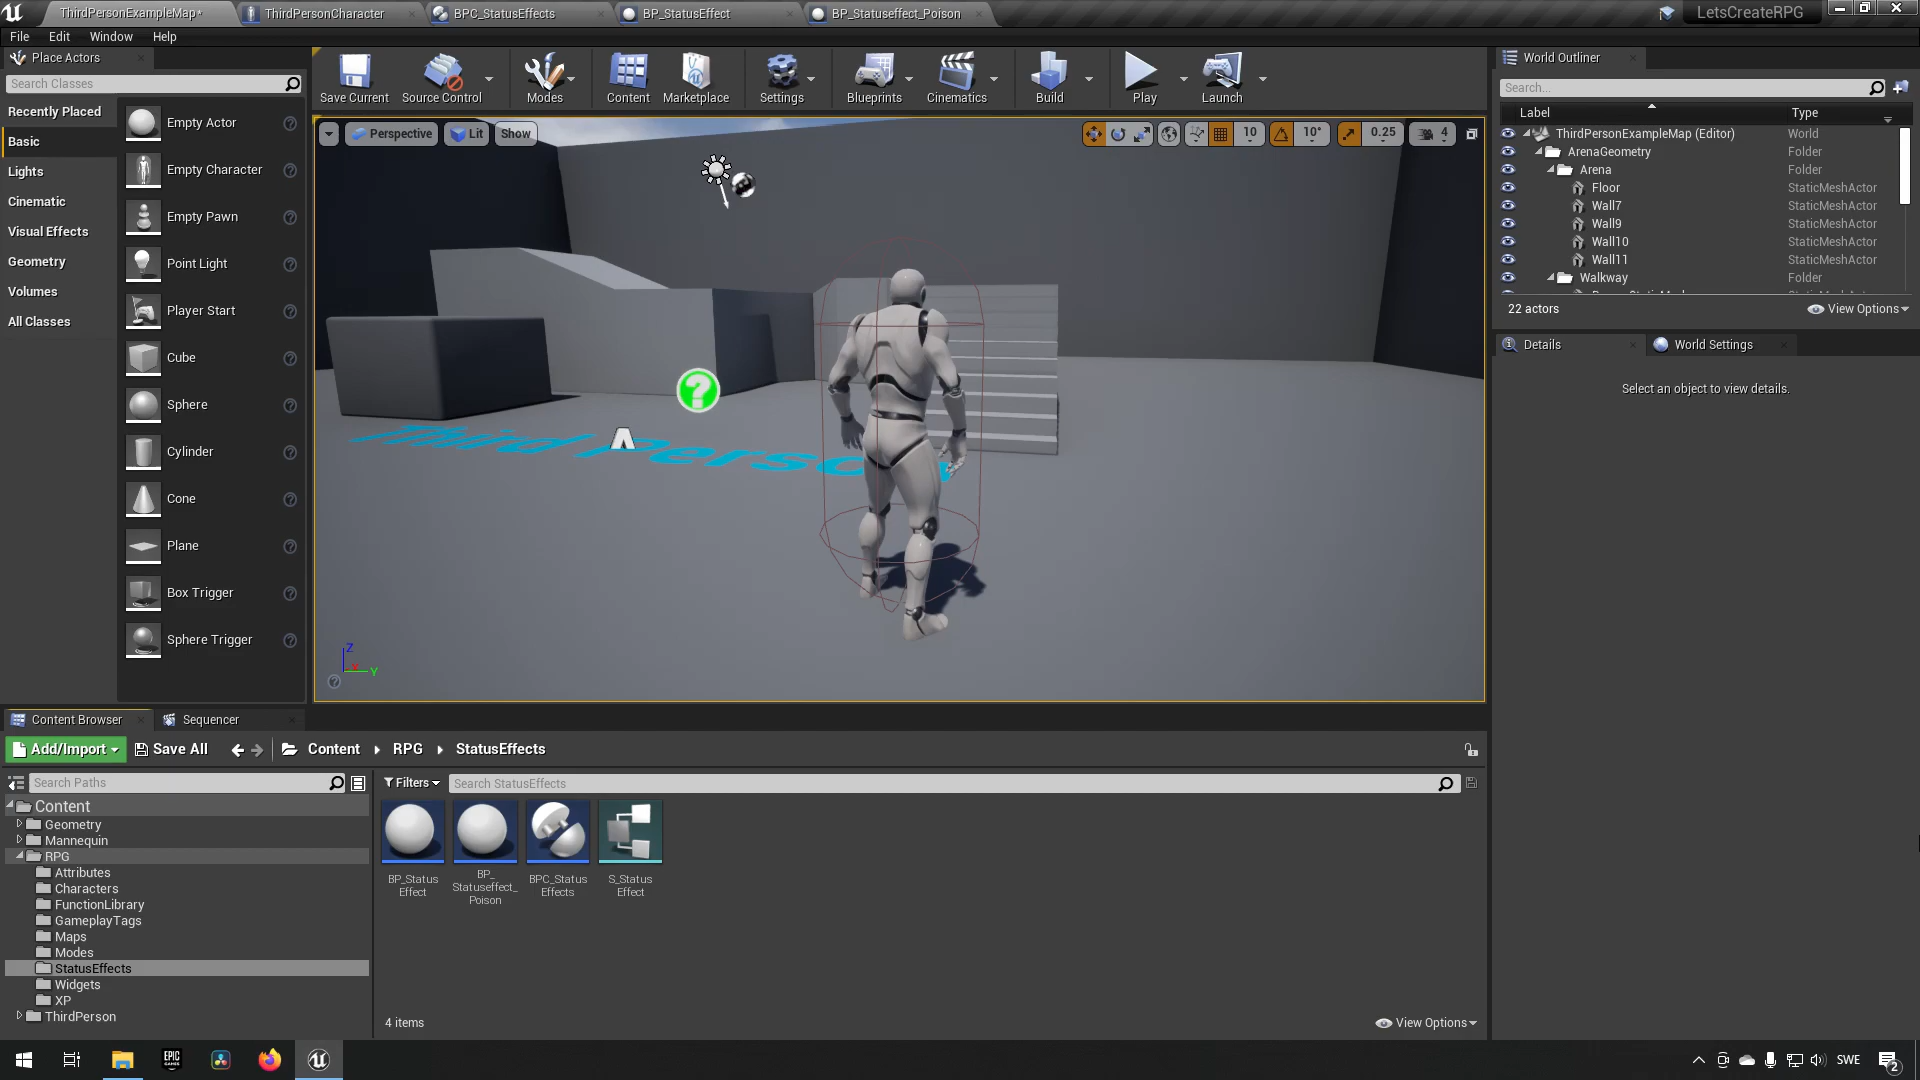 ThirdPersonExampleMap*
ThirdPersonCharacter
BPC_StatusEffects
BP_StatusEffect
BP_Statuseffect_Poison
LetsCreateRPG
File
Edit
Window
Help
Place Actors
Search Classes
Recently Placed
Basic
Lights
Cinematic
Visual Effects
Geometry
Volumes
All Classes
Empty Actor
Empty Character
Empty Pawn
Point Light
Player Start
Cube
Sphere
Cylinder
Cone
Plane
Box Trigger
Sphere Trigger
Save Current
Source Control
Modes
Content
Marketplace
Settings
Blueprints
Cinematics
Build
Play
Launch
Perspective
Lit
Show
10
10°
0.25
4
Third Person
Z
X
Y
World Outliner
Search...
Label
Type
ThirdPersonExampleMap (Editor)
World
ArenaGeometry
Folder
Arena
Folder
Floor
StaticMeshActor
Wall7
StaticMeshActor
Wall9
StaticMeshActor
Wall10
StaticMeshActor
Wall11
StaticMeshActor
Walkway
Folder
22 actors
View Options
Details
World Settings
Select an object to view details.
Content Browser
Sequencer
Add/Import
Save All
Content
RPG
StatusEffects
Search Paths
Filters
Search StatusEffects
Content
Geometry
Mannequin
RPG
Attributes
Characters
FunctionLibrary
GameplayTags
Maps
Modes
StatusEffects
Widgets
XP
ThirdPerson
BP_Status
Effect
BP_
Statuseffect_
Poison
BPC_Status
Effects
S_Status
Effect
4 items
View Options
EPIC
GAMES
SWE
2